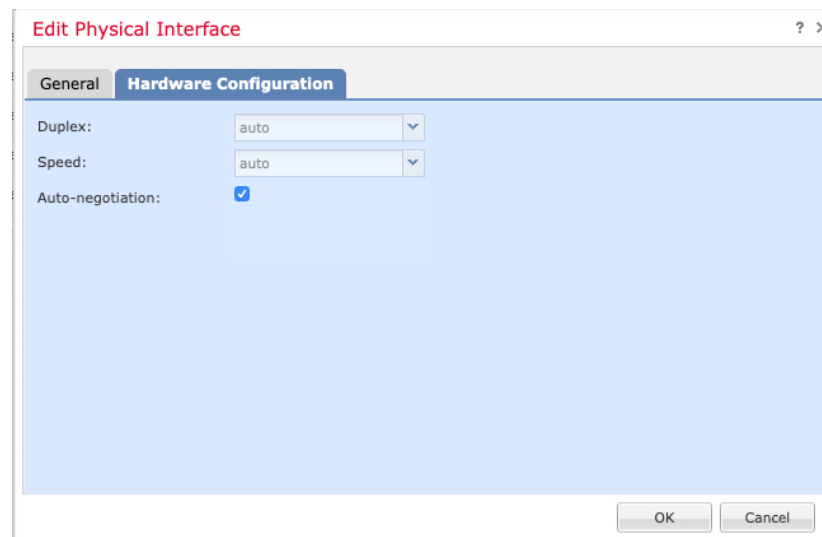 Edit Physical Interface ?
General Hardware Configuration
Duplex: auto
Speed: auto
Auto-negotiation:
OK Cancel